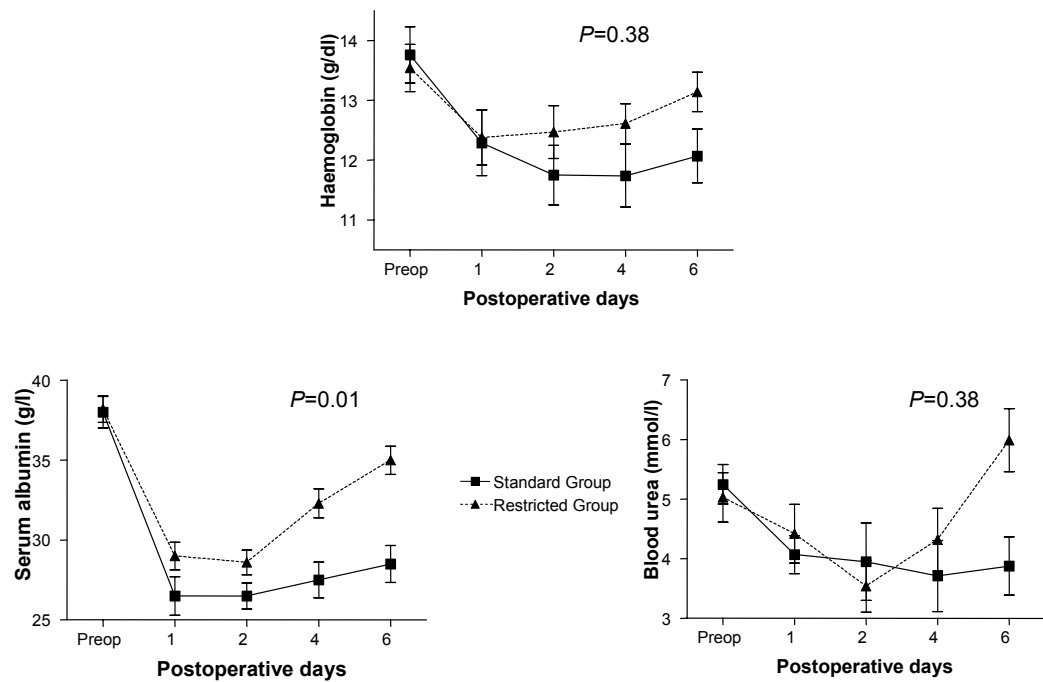 P=0.38
Haemoglobin (g/dl)
14
13
12
11
Preop 1 2 4 6
Postoperative days
P=0.01
Serum albumin (g/l)
40
35
30
25
Preop 1 2 4 6
Postoperative days
Standard Group
Restricted Group
P=0.38
Blood urea (mmol/l)
7
6
5
4
3
Preop 1 2 4 6
Postoperative days